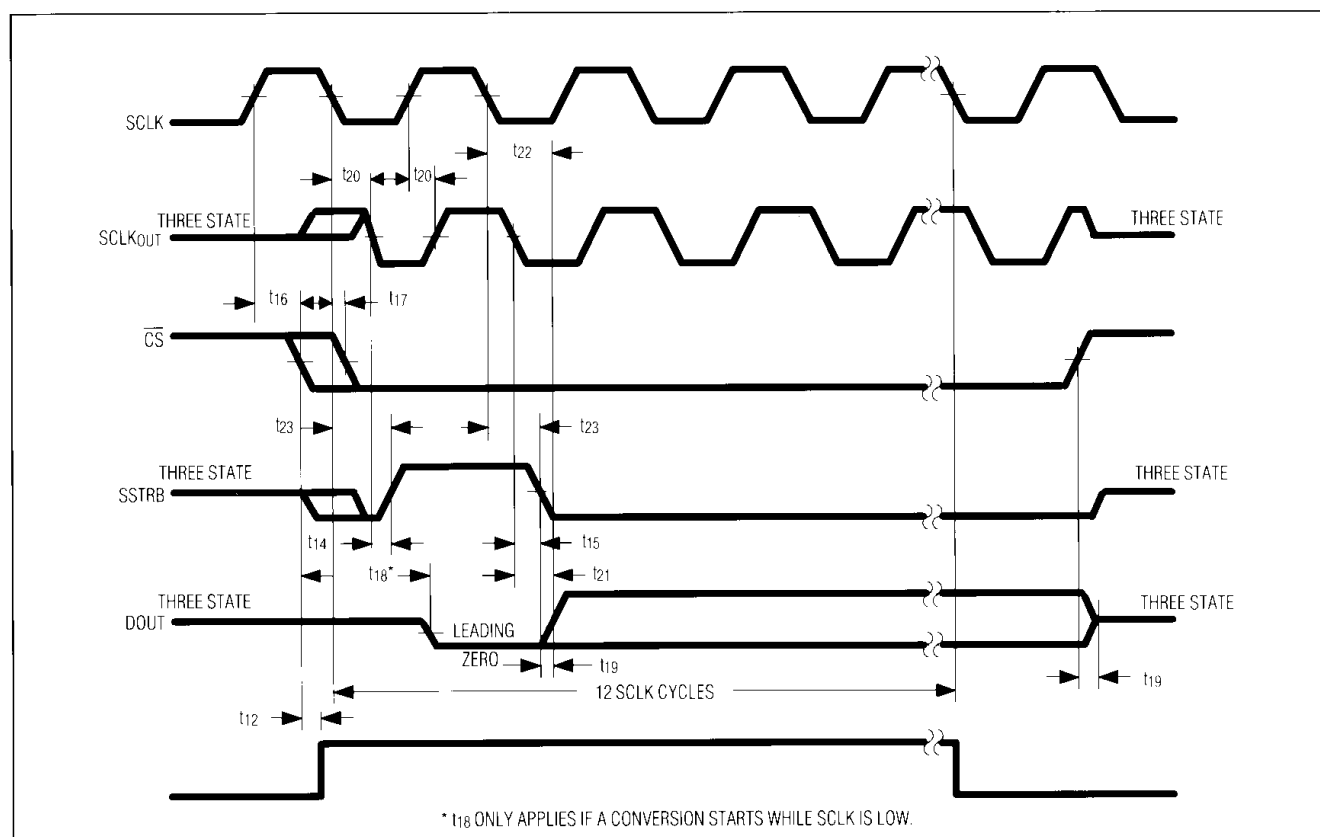 SCLK
t22
t20
t20
THREE STATE
SCLKOUT
THREE STATE
t16
t17
CS
t23
t23
THREE STATE
SSTRB
THREE STATE
t14
t15
t18*
t21
THREE STATE
DOUT
LEADING
ZERO
THREE STATE
t19
12 SCLK CYCLES
t19
t12
* t18 ONLY APPLIES IF A CONVERSION STARTS WHILE SCLK IS LOW.